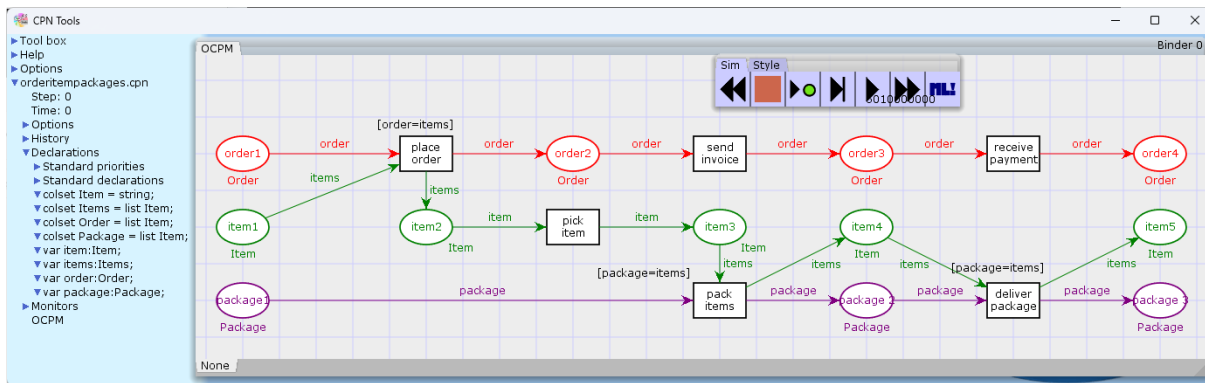 CPN Tools
Tool box
Help
Options
orderitempackages.cpn
Step: 0
Time: 0
Options
History
Declarations
Standard priorities
Standard declarations
colset Item = string;
colset Items = list Item;
colset Order = list Item;
colset Package = list Item;
var item:Item;
var items:Items;
var order:Order;
var package:Package;
Monitors
OCPM
OCPM
Binder 0
Sim Style
ML!
[order=items]
order1
order
place
order
order
order2
order
send
invoice
order
order3
order
receive
payment
order
order4
Order
Order
Order
Order
items
items
item1
item2
item
pick
item
item
item3
item4
item5
Item
Item
Item
Item
Item
items
items
items
items
[package=items]
[package=items]
package1
package
pack
items
package
package 2
package
deliver
package
package
package 3
Package
Package
Package
None